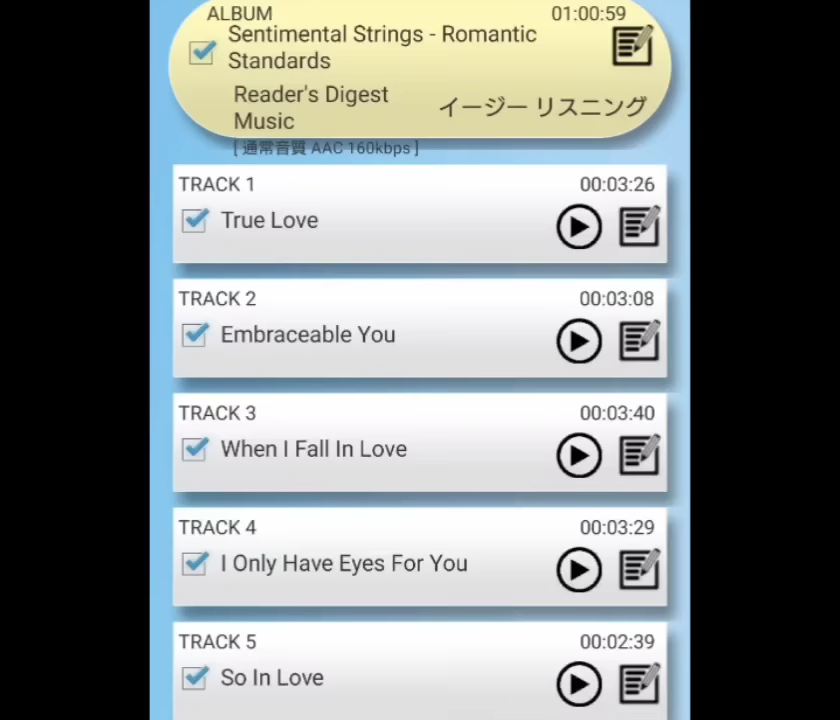 ALBUM 01:00:59
Sentimental Strings - Romantic
Standards
Reader's Digest
Music
イージー リスニング
[ 通常音質 AAC 160kbps ]
TRACK 1 00:03:26
True Love
TRACK 2 00:03:08
Embraceable You
TRACK 3 00:03:40
When I Fall In Love
TRACK 4 00:03:29
I Only Have Eyes For You
TRACK 5 00:02:39
So In Love